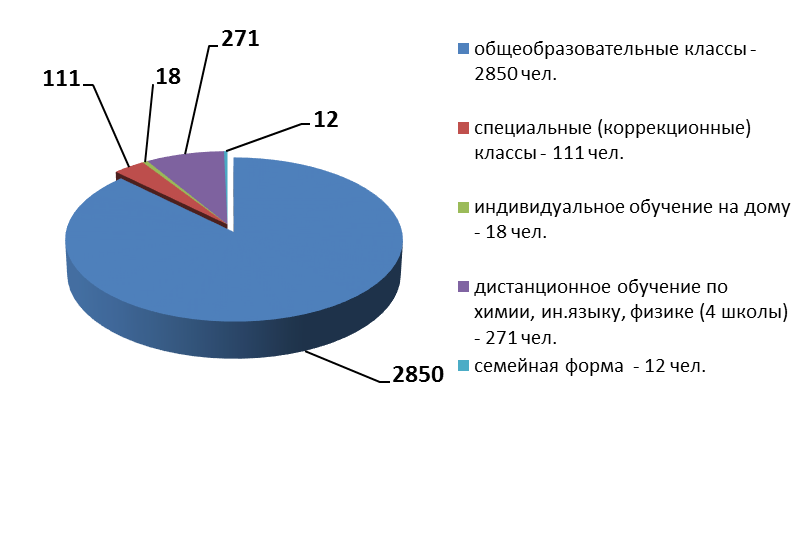 271
111
18
12
2850
общеобразовательные классы -
2850 чел.
специальные (коррекционные)
классы - 111 чел.
индивидуальное обучение на дому
- 18 чел.
дистанционное обучение по
химии, ин.языку, физике (4 школы)
- 271 чел.
семейная форма - 12 чел.